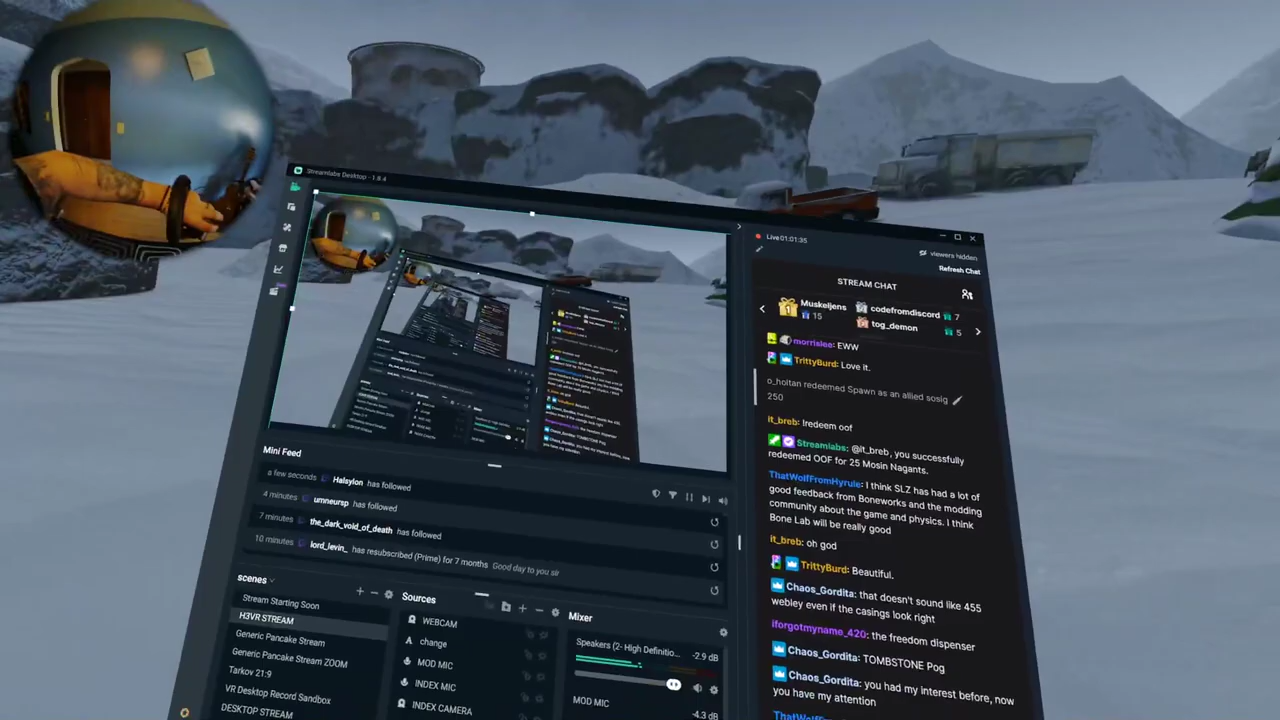 Streamlabs Desktop - 1.8.4
Live 01:01:35
viewers hidden
Refresh Chat
STREAM CHAT
1 Muskeljens 15
codefromdiscord 7
tog_demon 5
morrislee: EWW
TrittyBurd: Love it.
o_holtan redeemed Spawn as an allied sosig
250
it_breb: !redeem oof
Streamlabs: @it_breb, you successfully
redeemed OOF for 25 Mosin Nagants.
ThatWolfFromHyrule: I think SLZ has had a lot of
good feedback from Boneworks and the modding
community about the game and physics. I think
Bone Lab will be really good
it_breb: oh god
TrittyBurd: Beautiful.
Chaos_Gordita: that doesn't sound like 455
webley even if the casings look right
iforgotmyname_420: the freedom dispenser
Chaos_Gordita: TOMBSTONE Pog
Chaos_Gordita: you had my interest before, now
you have my attention
ThatWolfFromHyrule
Mini Feed
a few seconds Halsylon has followed
4 minutes umneursp has followed
7 minutes the_dark_void_of_death has followed
10 minutes lord_levin_ has resubscribed (Prime) for 7 months Good day to you sir
scenes
Stream Starting Soon
H3VR STREAM
Generic Pancake Stream
Generic Pancake Stream ZOOM
Tarkov 21:9
VR Desktop Record Sandbox
DESKTOP STREAM
Sources
WEBCAM
change
MOD MIC
INDEX MIC
INDEX CAMERA
Mixer
Speakers (2- High Definitio... -2.9 dB
MOD MIC
-4.3 dB